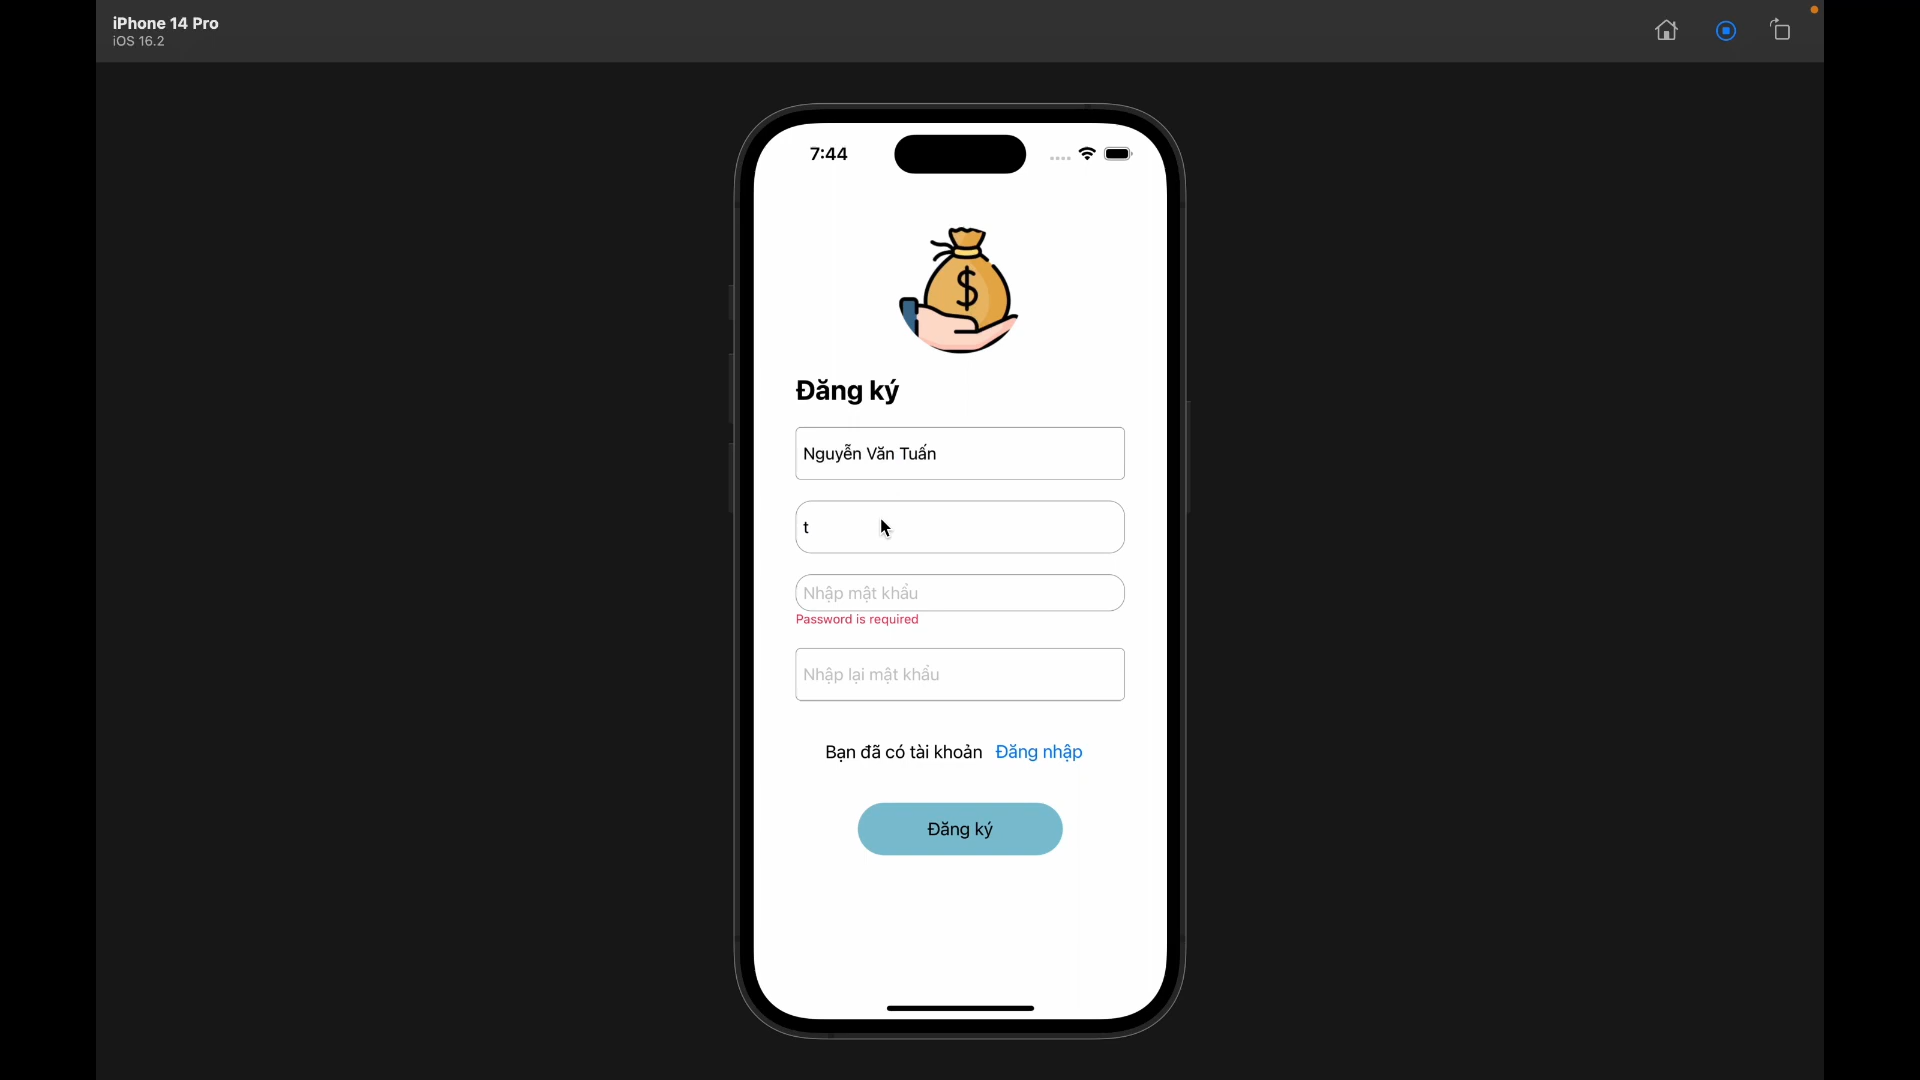 iPhone 14 Pro
iOS 16.2
7:44
$
Đăng ký
Nguyễn Văn Tuấn
t
Nhập mật khẩu
Password is required
Nhập lại mật khẩu
Bạn đã có tài khoản Đăng nhập
Đăng ký